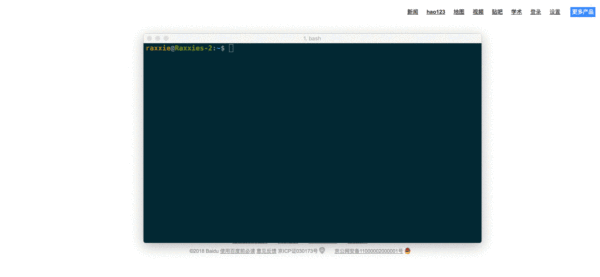 新闻 hao123 地图 视频 贴吧 学术 登录 设置 更多产品
1. bash
raxxie@Raxxies-2:~$
©2018 Baidu 使用百度前必读 意见反馈 京ICP证030173号 京公网安备11000002000001号